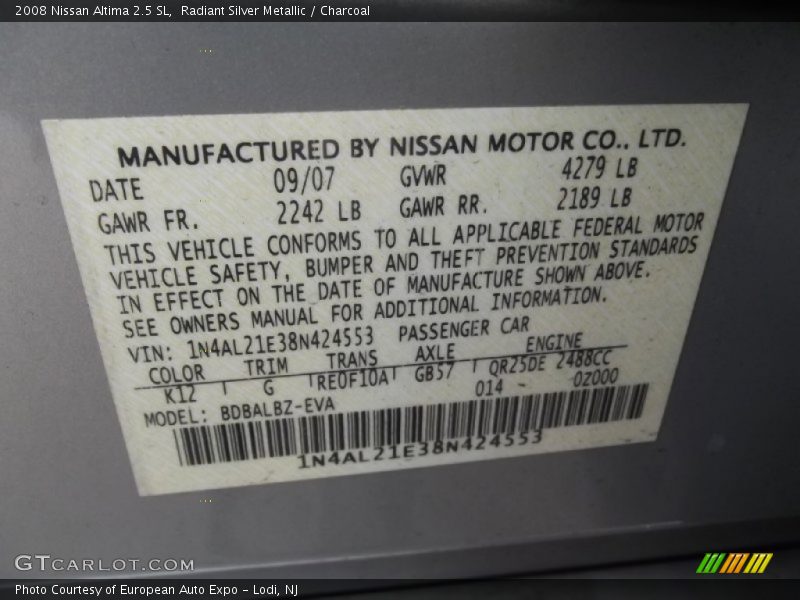 2008 Nissan Altima 2.5 SL,  Radiant Silver Metallic / Charcoal
MANUFACTURED BY NISSAN MOTOR CO., LTD.
DATE 09/07 GVWR 4279 LB
GAWR FR. 2242 LB GAWR RR. 2189 LB
THIS VEHICLE CONFORMS TO ALL APPLICABLE FEDERAL MOTOR
VEHICLE SAFETY, BUMPER AND THEFT PREVENTION STANDARDS
IN EFFECT ON THE DATE OF MANUFACTURE SHOWN ABOVE.
SEE OWNERS MANUAL FOR ADDITIONAL INFORMATION.
VIN: 1N4AL21E38N424553 PASSENGER CAR
COLOR TRIM TRANS AXLE ENGINE
K12 G RE0F10A GB57 QR25DE 2488CC
MODEL: BDBALBZ-EVA 014 - 0Z000
1N4AL21E38N424553
GTCARLOT.COM
Photo Courtesy of European Auto Expo - Lodi, NJ